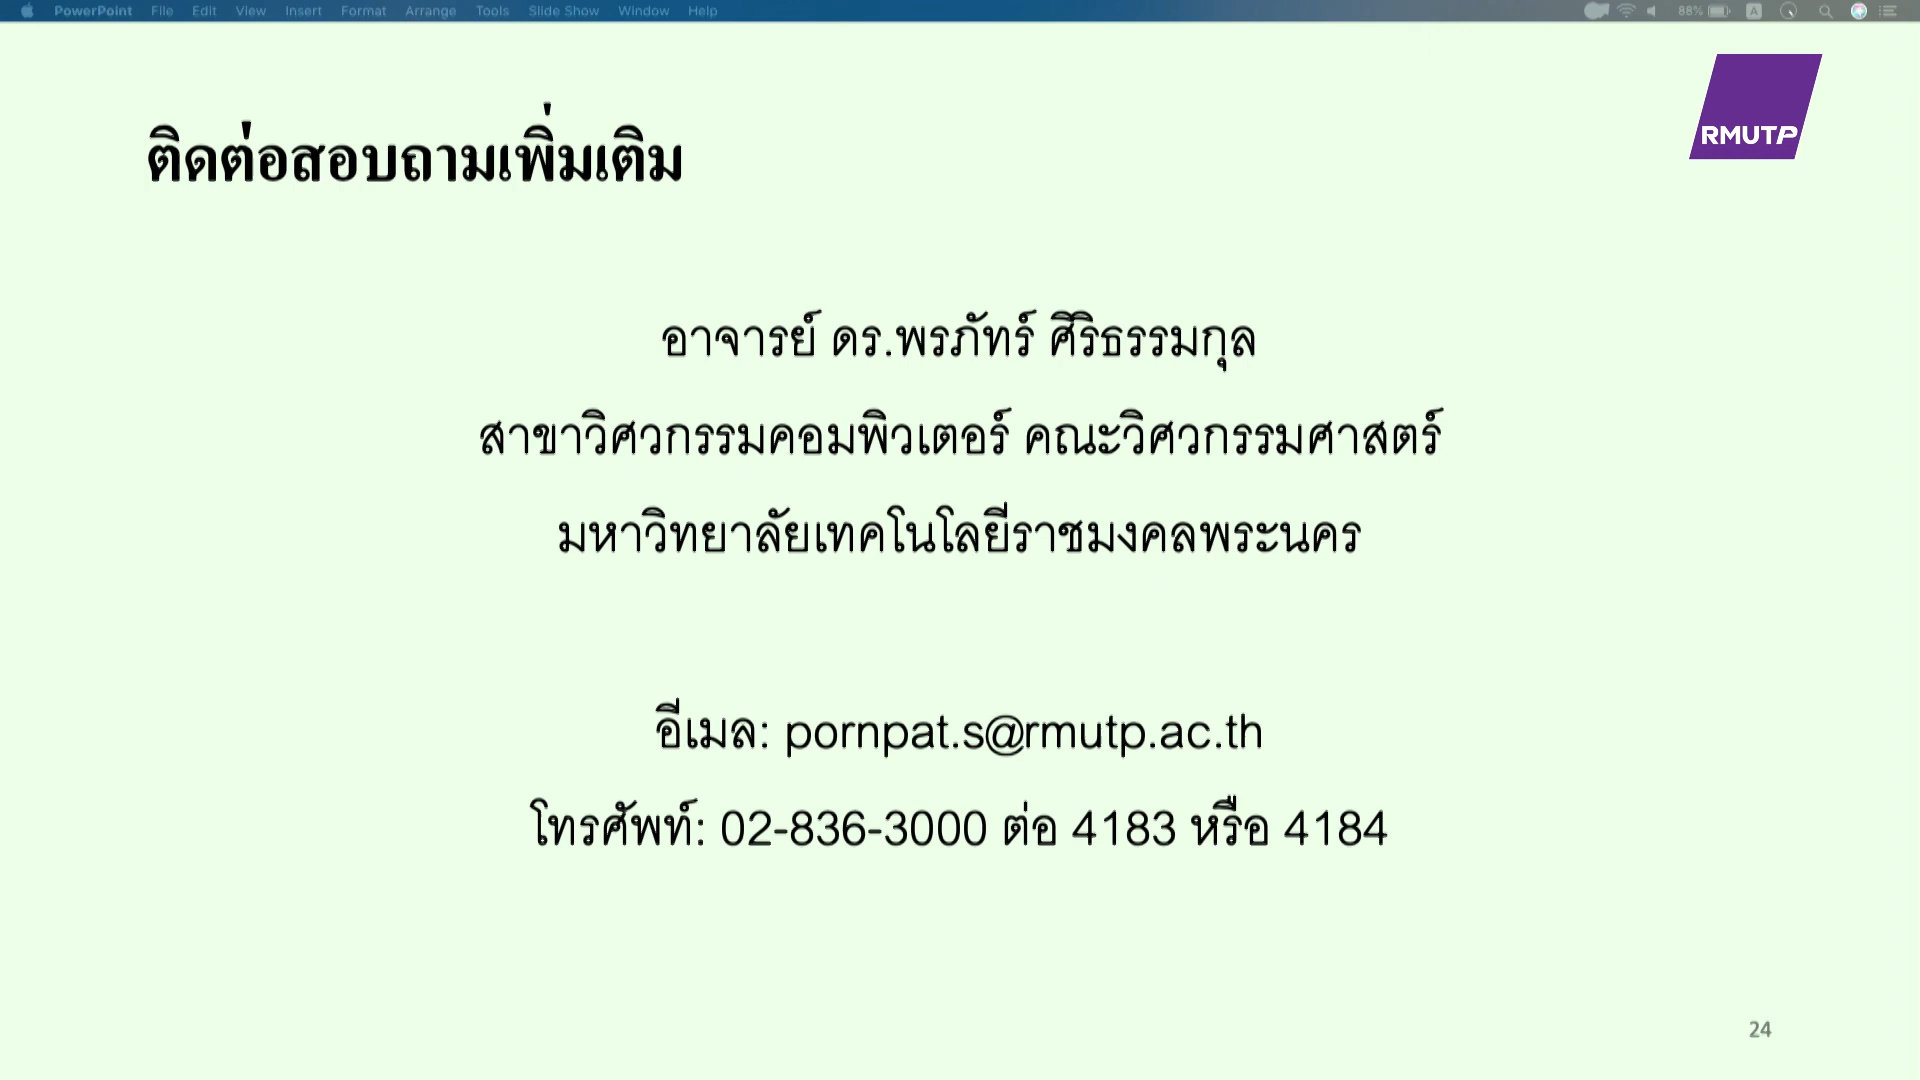 PowerPoint File Edit View Insert Format Arrange Tools Slide Show Window Help 88% A
RMUTP
ติดต่อสอบถามเพิ่มเติม
อาจารย์ ดร.พรภัทร์ ศิริธรรมกุล
สาขาวิศวกรรมคอมพิวเตอร์ คณะวิศวกรรมศาสตร์
มหาวิทยาลัยเทคโนโลยีราชมงคลพระนคร
อีเมล: pornpat.s@rmutp.ac.th
โทรศัพท์: 02-836-3000 ต่อ 4183 หรือ 4184
24